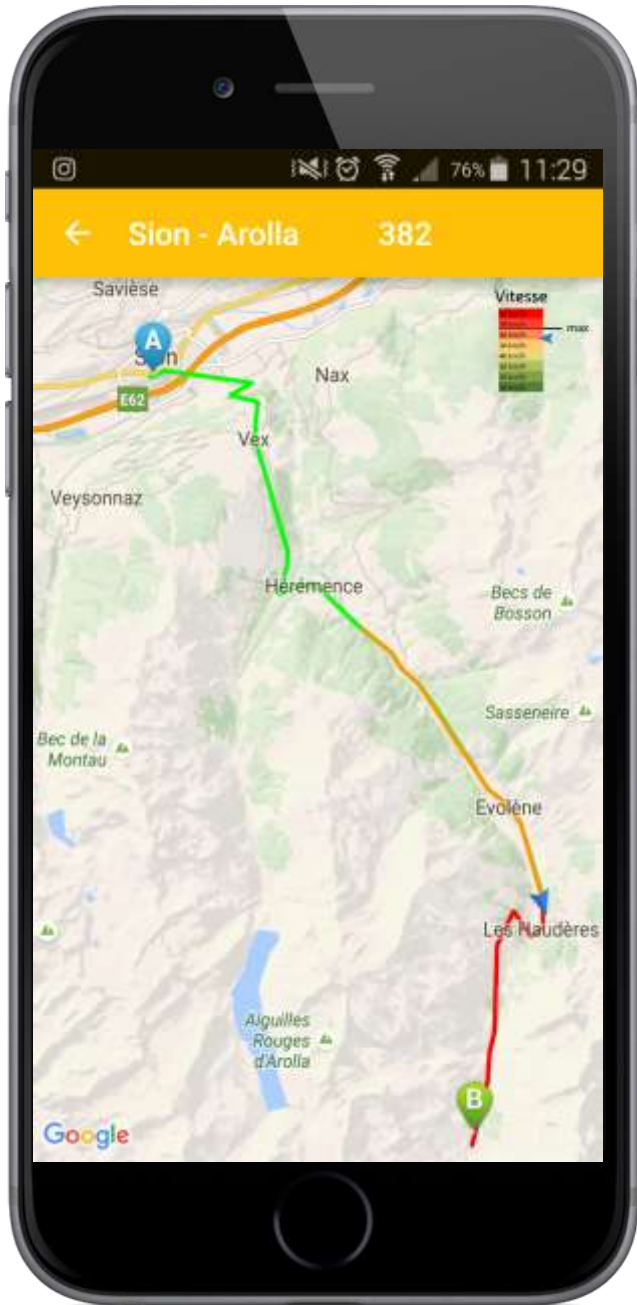 76% 11:29
Sion - Arolla 382
Savièse
Vitesse
max
A
Sion
Nax
E62
Vex
Veysonnaz
Hérémence
Becs de
Bosson
Sasseneire
Bec de la
Montau
Evolène
Les Haudères
Aiguilles
Rouges
d'Arolla
B
Google